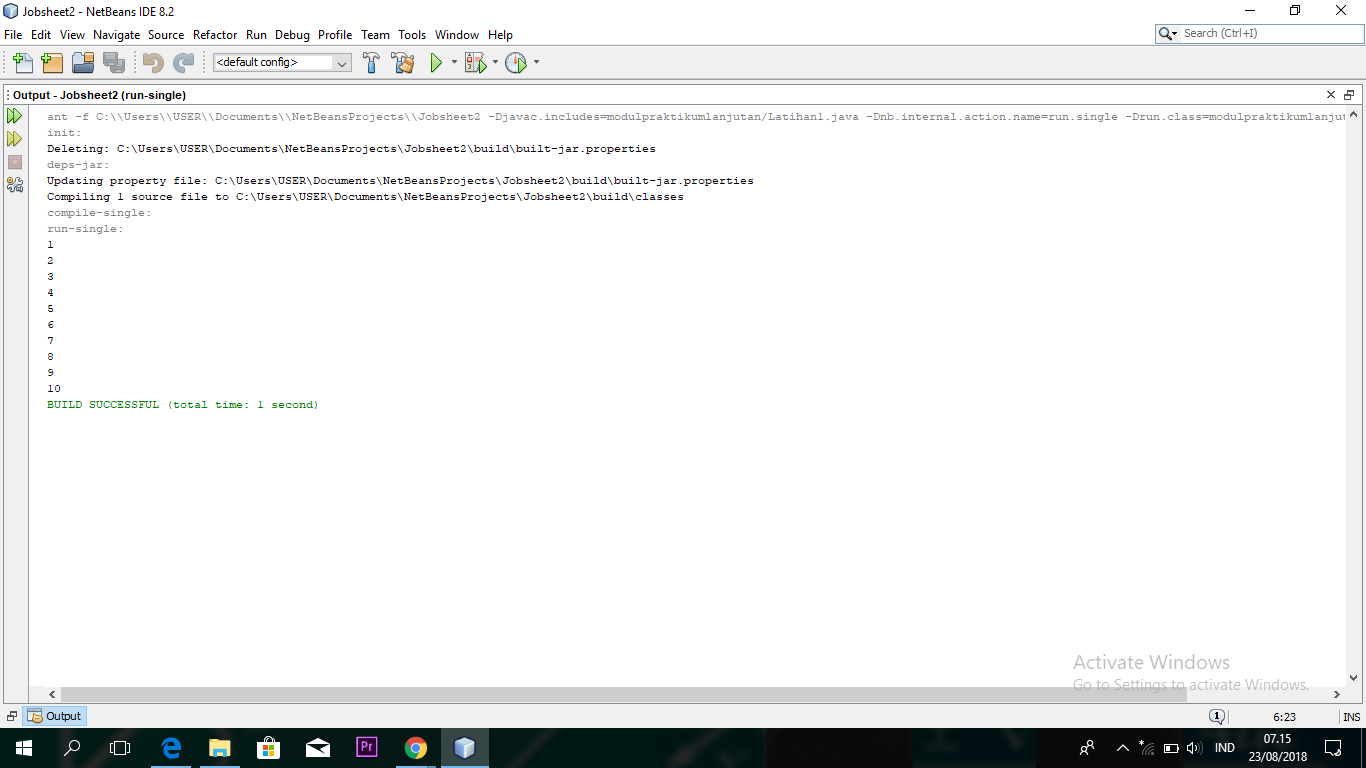 Jobsheet2 - NetBeans IDE 8.2
File Edit View Navigate Source Refactor Run Debug Profile Team Tools Window Help
Search (Ctrl+I)
<default config>
Output - Jobsheet2 (run-single)
ant -f C:\\Users\\USER\\Documents\\NetBeansProjects\\Jobsheet2 -Djavac.includes=modulpraktikumlanjutan/Latihan1.java -Dnb.internal.action.name=run.single -Drun.class=modulpraktikumlanjut
init:
Deleting: C:\Users\USER\Documents\NetBeansProjects\Jobsheet2\build\built-jar.properties
deps-jar:
Updating property file: C:\Users\USER\Documents\NetBeansProjects\Jobsheet2\build\built-jar.properties
Compiling 1 source file to C:\Users\USER\Documents\NetBeansProjects\Jobsheet2\build\classes
compile-single:
run-single:
1
2
3
4
5
6
7
8
9
10
BUILD SUCCESSFUL (total time: 1 second)
Activate Windows
Go to Settings to activate Windows.
Output
1
6:23
INS
Pr
IND
07.15
23/08/2018